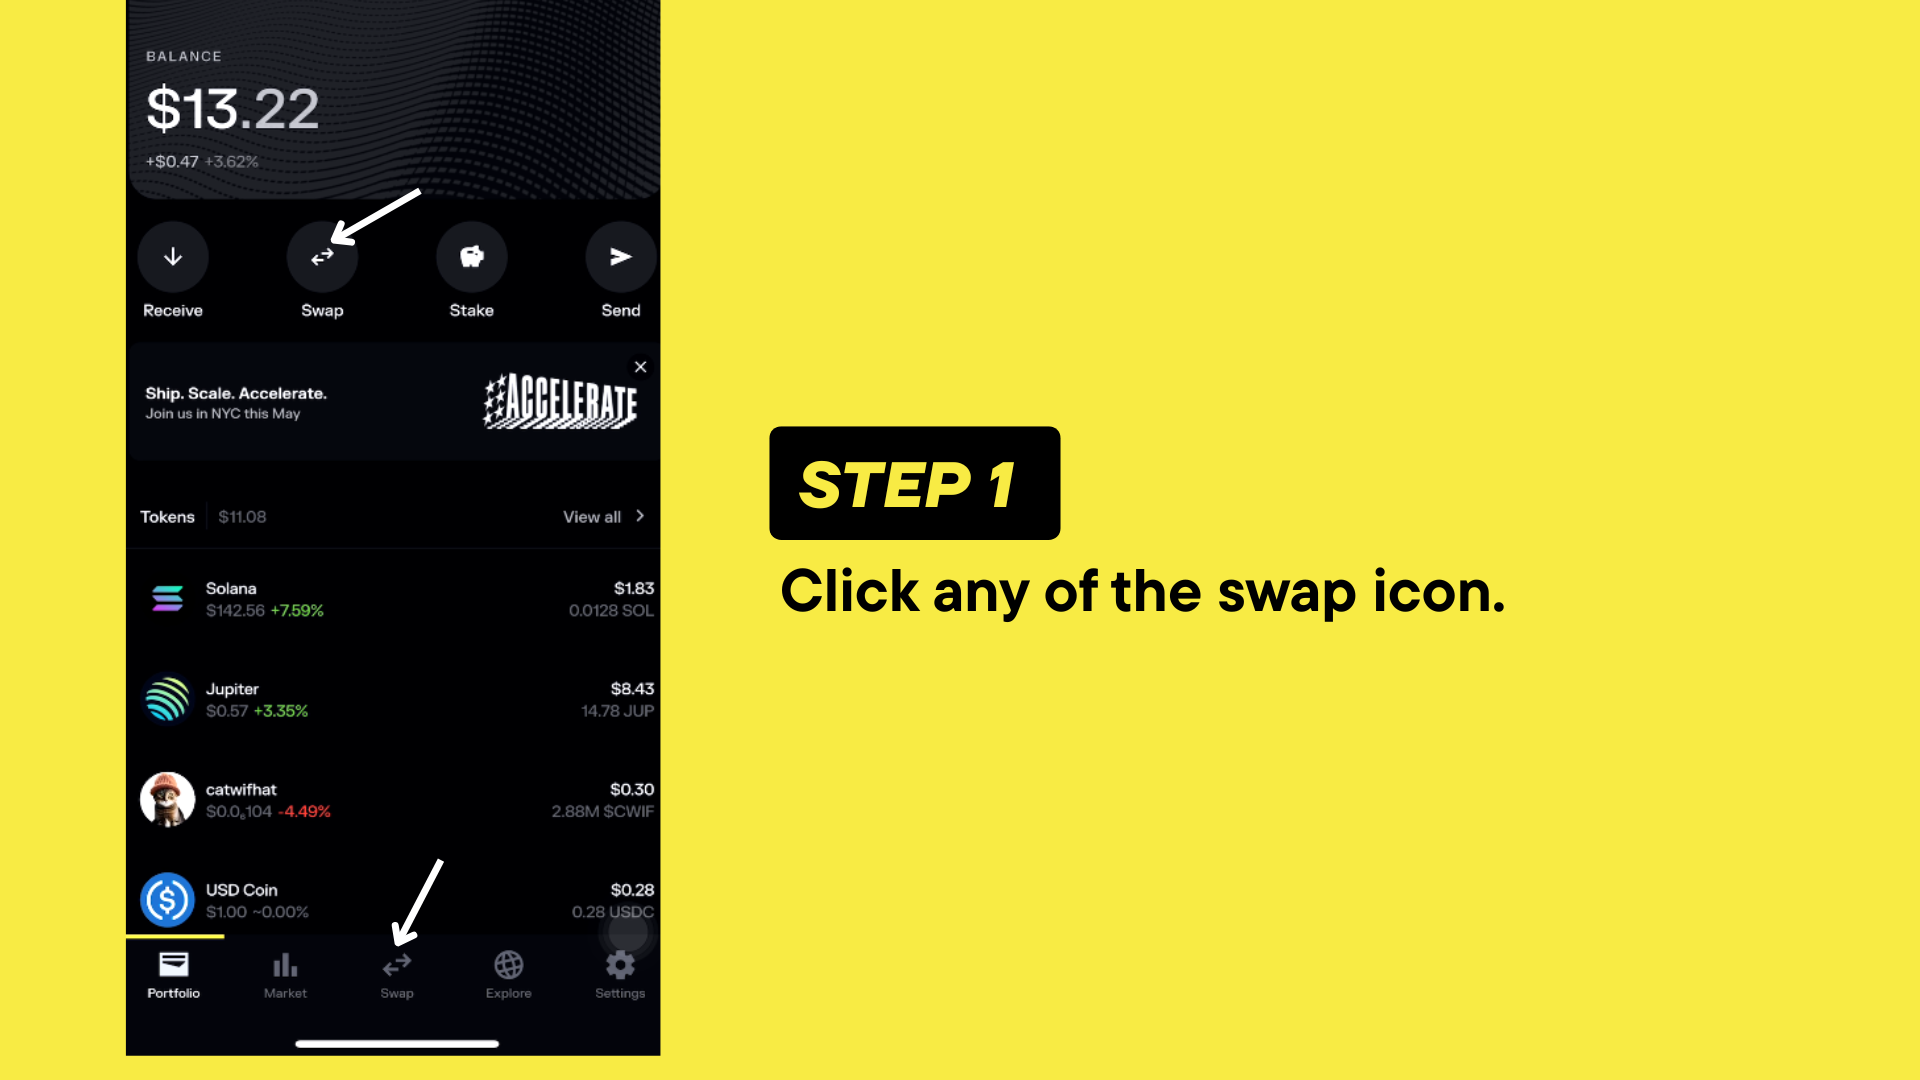 BALANCE
$13.22
+$0.47 +3.62%
Receive Swap Stake Send
Ship. Scale. Accelerate.
Join us in NYC this May
ACCELERATE
Tokens $11.08 View all
Solana $1.83
$142.56 +7.59% 0.0128 SOL
Jupiter $8.43
$0.57 +3.35% 14.78 JUP
catwifhat $0.30
$0.0₆104 -4.49% 2.88M $CWIF
USD Coin $0.28
$1.00 ~0.00% 0.28 USDC
Portfolio Market Swap Explore Settings
STEP 1
Click any of the swap icon.